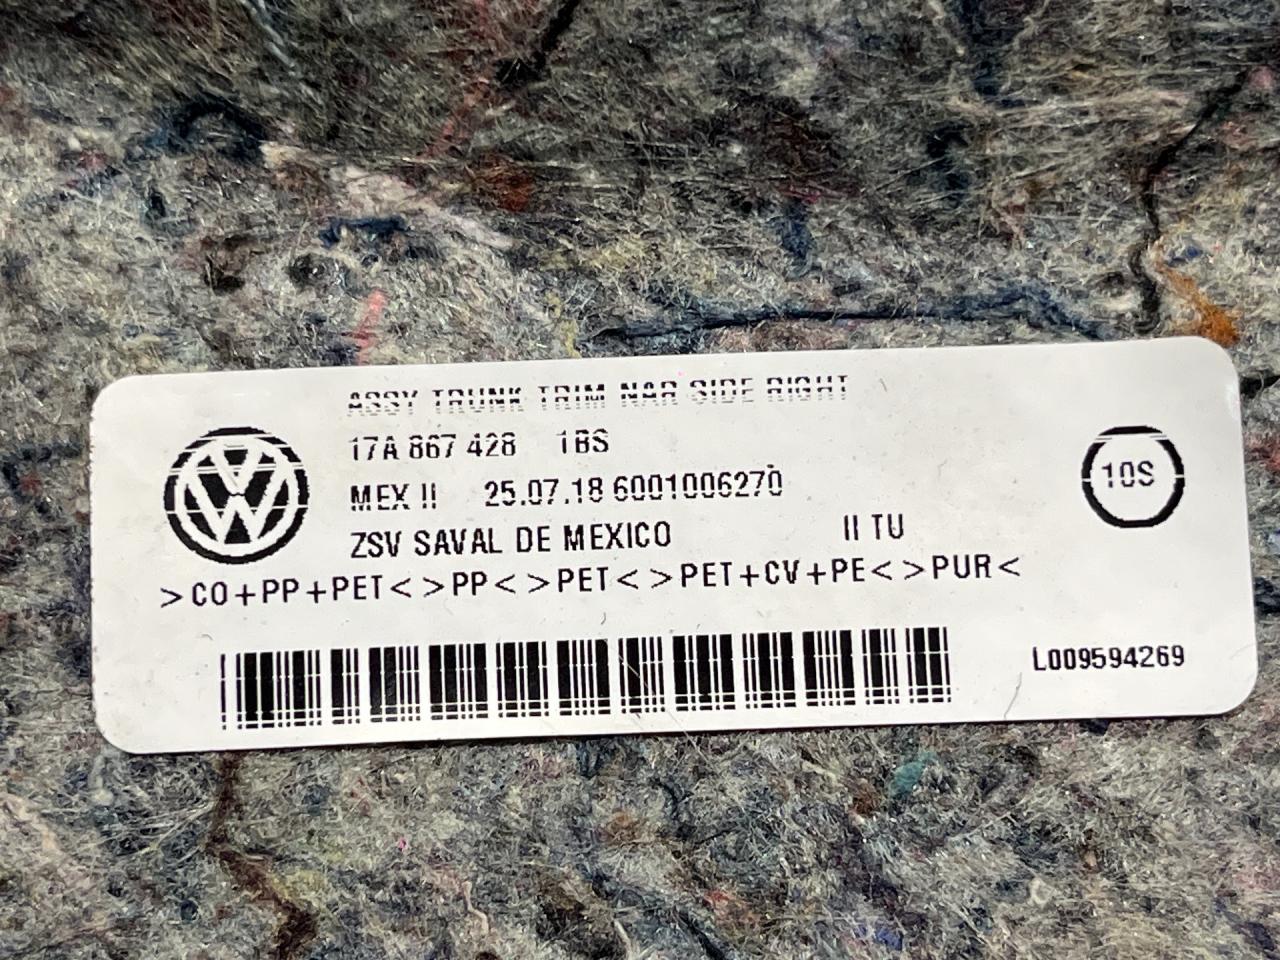 ASSY TRUNK TRIM NAR SIDE RIGHT
17A 867 428 1BS
MEX II 25.07.18 6001006270
10S
ZSV SAVAL DE MEXICO II TU
>CO+PP+PET< >PP< >PET< >PET+CV+PE< >PUR<
L009594269